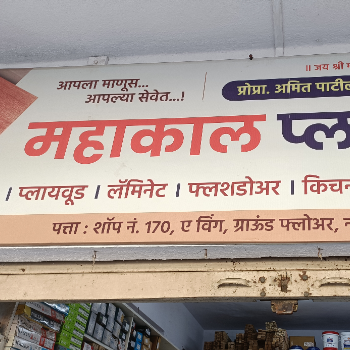 ॥ जय श्री
आपला माणूस...
आपल्या सेवेत...!
प्रोप्रा. अमित पाटील
महाकाल
। प्लायवूड । लॅमिनेट । फ्लशडोअर । किचन
पत्ता : शॉप नं. 170, ए विंग, ग्राऊंड फ्लोअर,